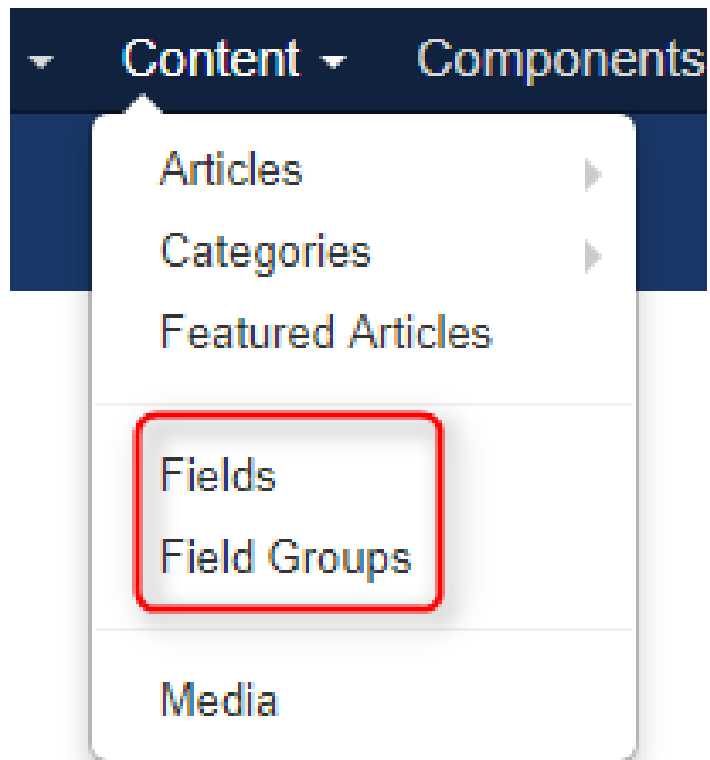 Content Components
Articles
Categories
Featured Articles
Fields
Field Groups
Media